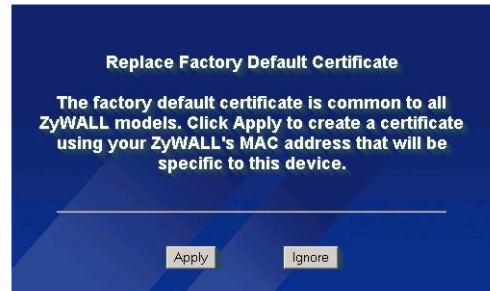 Replace Factory Default Certificate
The factory default certificate is common to all
ZyWALL models. Click Apply to create a certificate
using your ZyWALL's MAC address that will be
specific to this device.
Apply Ignore